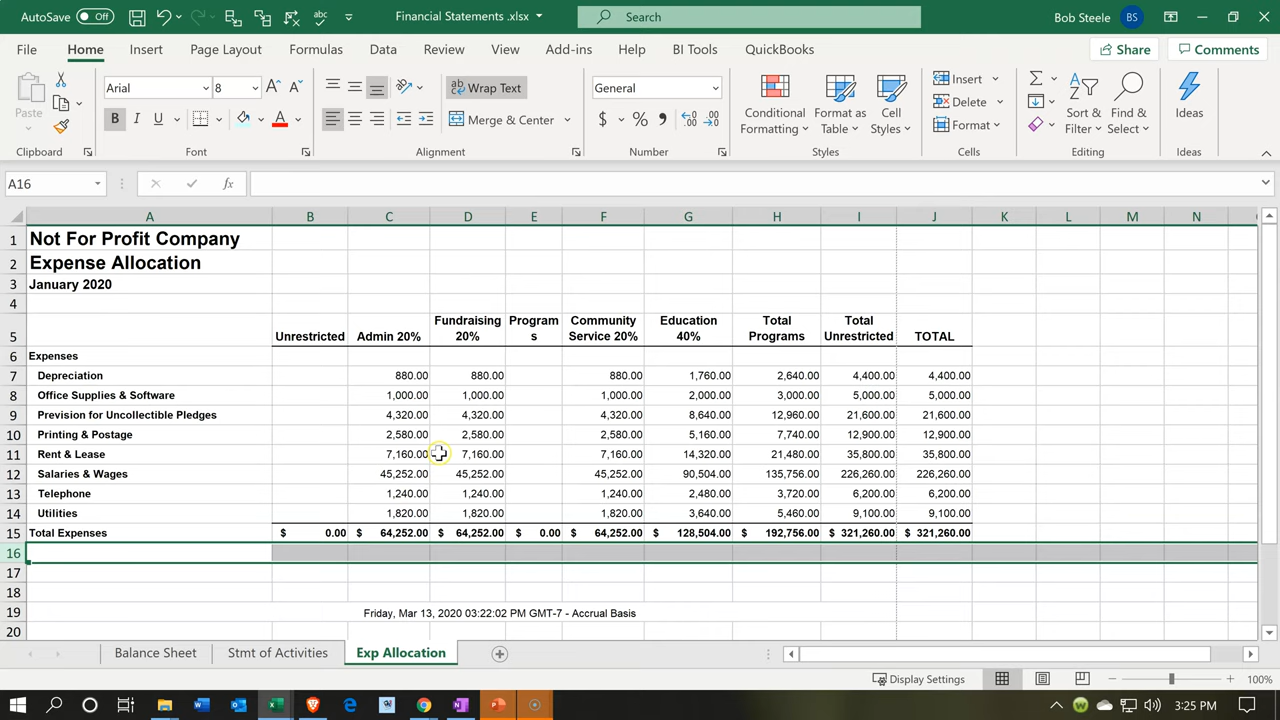 AutoSave Off Financial Statements .xlsx Search Bob Steele BS
File Home Insert Page Layout Formulas Data Review View Add-ins Help BI Tools QuickBooks Share Comments
Paste Arial 8 Wrap Text General Conditional Formatting Format as Table Cell Styles Insert Sort & Filter Find & Select Ideas
B I U A Merge & Center $ % Delete
Format
Clipboard Font Alignment Number Styles Cells Editing Ideas
A16 fx
A B C D E F G H I J K L M N
1 Not For Profit Company
2 Expense Allocation
3 January 2020
4
Fundraising Program Community Education Total Total
5 Unrestricted Admin 20% 20% s Service 20% 40% Programs Unrestricted TOTAL
6 Expenses
7 Depreciation 880.00 880.00 880.00 1,760.00 2,640.00 4,400.00 4,400.00
8 Office Supplies & Software 1,000.00 1,000.00 1,000.00 2,000.00 3,000.00 5,000.00 5,000.00
9 Prevision for Uncollectible Pledges 4,320.00 4,320.00 4,320.00 8,640.00 12,960.00 21,600.00 21,600.00
10 Printing & Postage 2,580.00 2,580.00 2,580.00 5,160.00 7,740.00 12,900.00 12,900.00
11 Rent & Lease 7,160.00 7,160.00 7,160.00 14,320.00 21,480.00 35,800.00 35,800.00
12 Salaries & Wages 45,252.00 45,252.00 45,252.00 90,504.00 135,756.00 226,260.00 226,260.00
13 Telephone 1,240.00 1,240.00 1,240.00 2,480.00 3,720.00 6,200.00 6,200.00
14 Utilities 1,820.00 1,820.00 1,820.00 3,640.00 5,460.00 9,100.00 9,100.00
15 Total Expenses $ 0.00 $ 64,252.00 $ 64,252.00 $ 0.00 $ 64,252.00 $ 128,504.00 $ 192,756.00 $ 321,260.00 $ 321,260.00
16
17
18
19 Friday, Mar 13, 2020 03:22:02 PM GMT-7 - Accrual Basis
20
Balance Sheet Stmt of Activities Exp Allocation
Display Settings 100%
3:25 PM